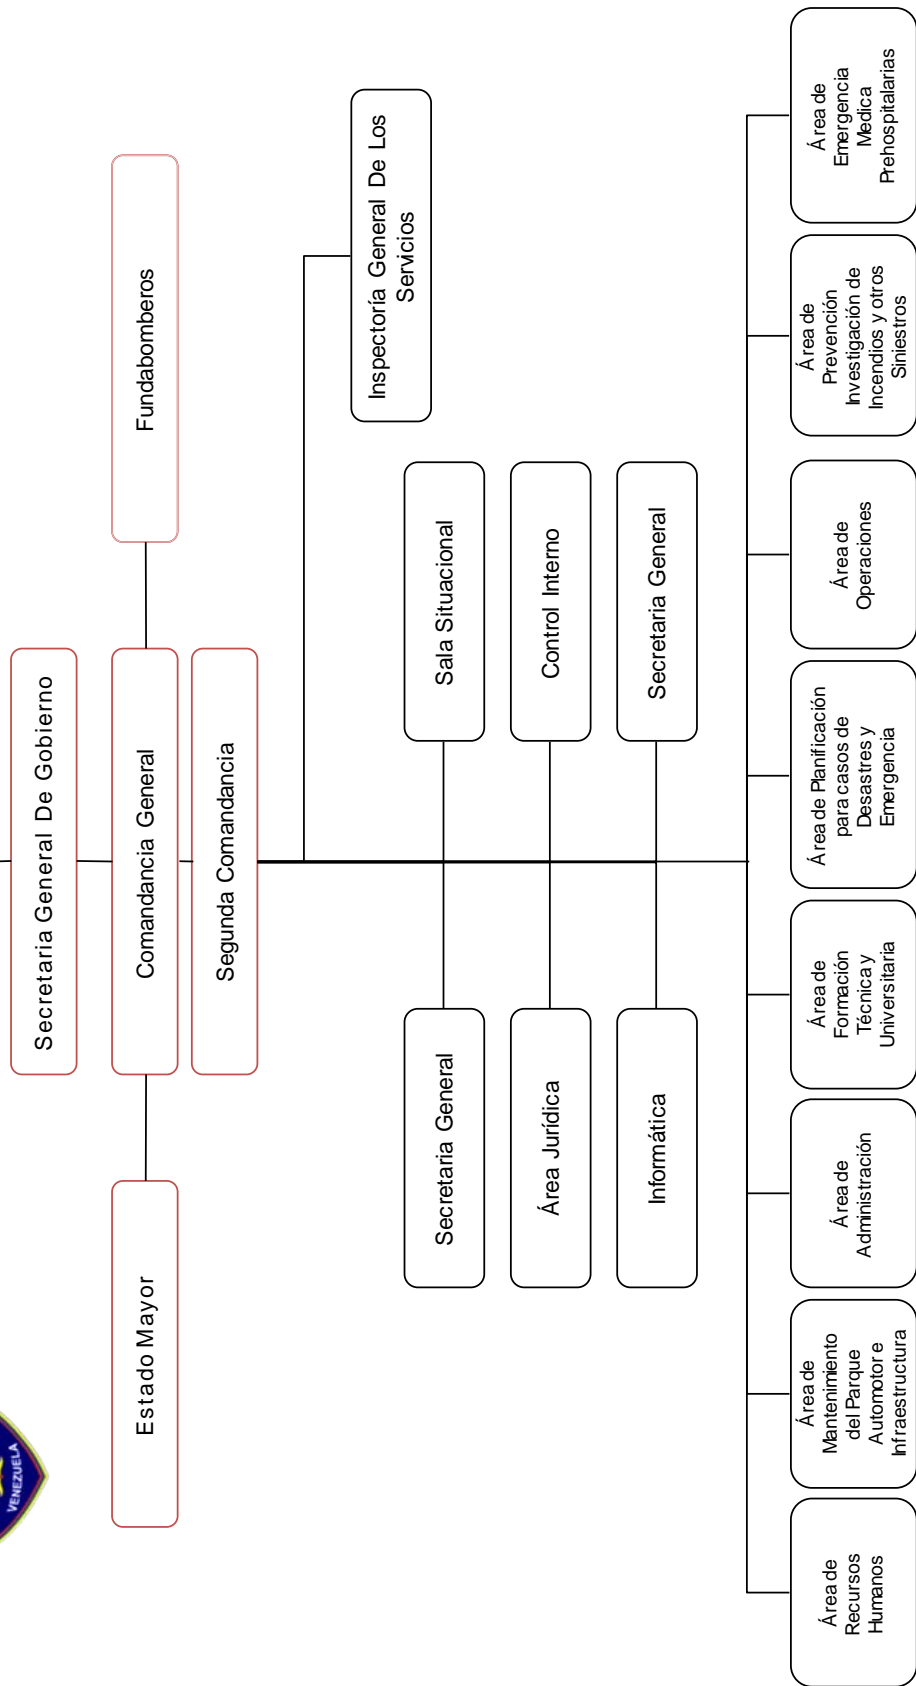 VENEZUELA
Secretaria General De Gobierno
Estado Mayor
Comandancia General
Fundabomberos
Segunda Comandancia
Inspectoría General De Los
Servicios
Secretaria General
Sala Situacional
Área Jurídica
Control Interno
Informática
Secretaria General
Área de
Recursos
Humanos
Área de
Mantenimiento
del Parque
Automotor e
Infraestructura
Área de
Administración
Área de
Formación
Técnica y
Universitaria
Área de Planificación
para casos de
Desastres y
Emergencia
Área de
Operaciones
Área de
Prevención
Investigación de
Incendios y otros
Siniestros
Área de
Emergencia
Medica
Prehospitalarias